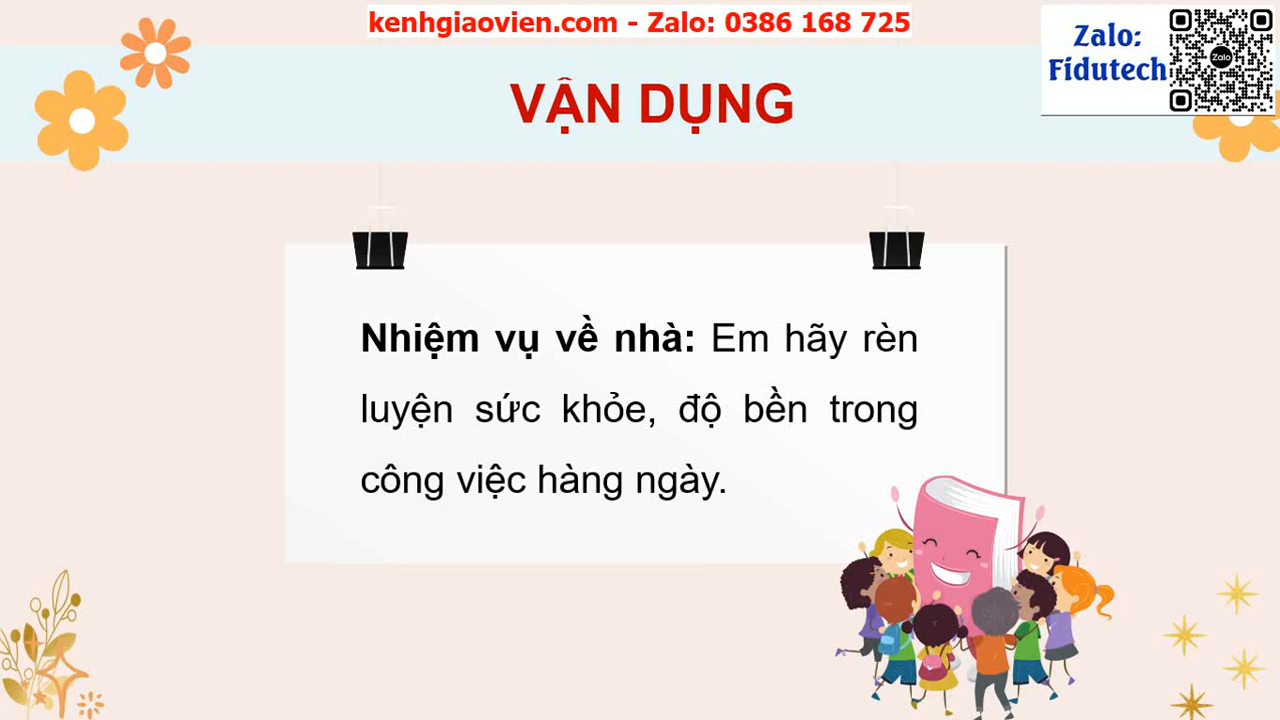 kenhgiaovien.com - Zalo: 0386 168 725
Zalo:
Fidutech
Zalo
VẬN DỤNG
Nhiệm vụ về nhà: Em hãy rèn
luyện sức khỏe, độ bền trong
công việc hàng ngày.